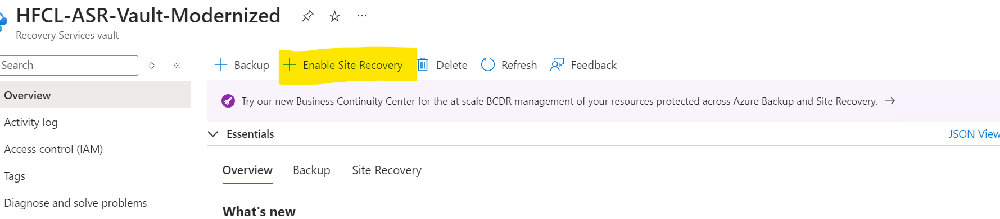 HFCL-ASR-Vault-Modernized
Recovery Services vault
Search
Backup Enable Site Recovery Delete Refresh Feedback
Overview
Activity log
Access control (IAM)
Tags
Diagnose and solve problems
Try our new Business Continuity Center for the at scale BCDR management of your resources protected across Azure Backup and Site Recovery. →
Essentials
JSON View
Overview Backup Site Recovery
What's new